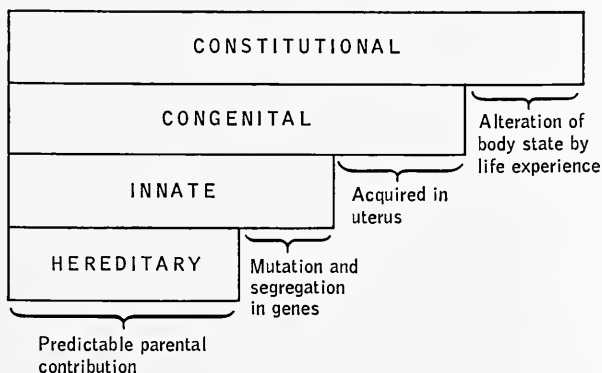 CONSTITUTIONAL
CONGENITAL
Alteration of
body state by
life experience
INNATE
Acquired in
uterus
HEREDITARY
Mutation and
segregation
in genes
Predictable parental
contribution